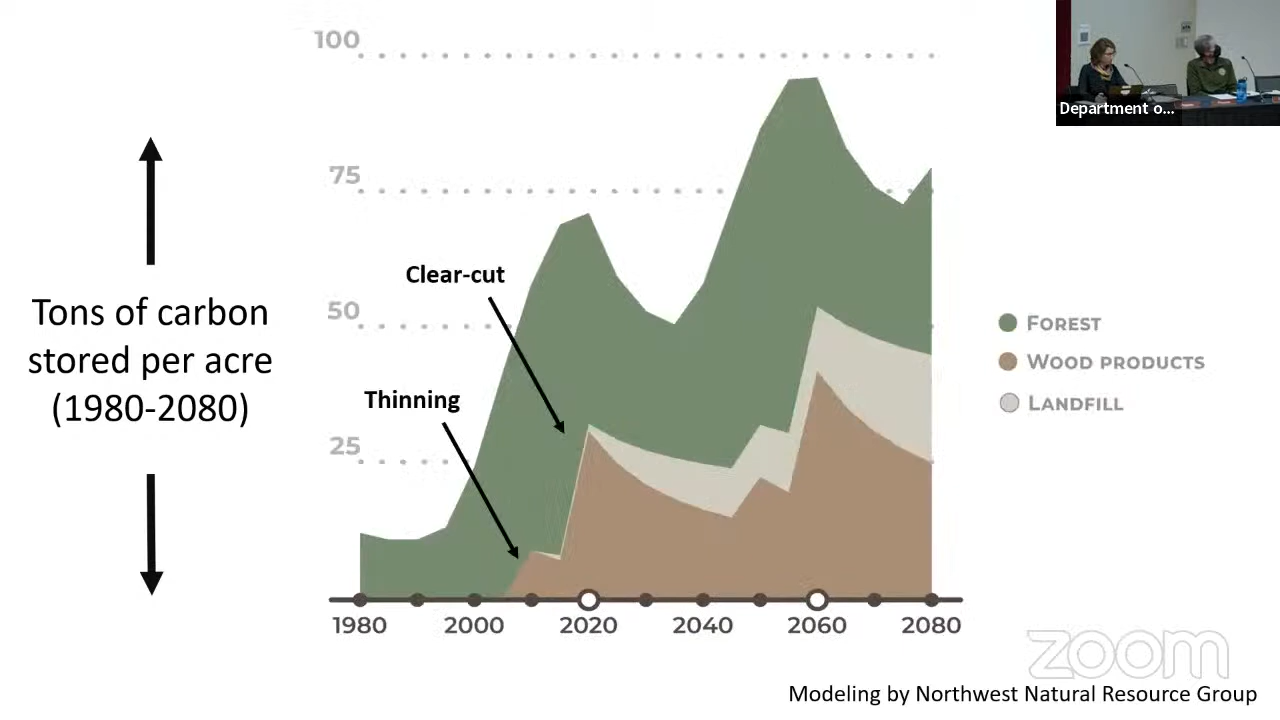 100
75
50
25
Tons of carbon
stored per acre
(1980-2080)
Clear-cut
Thinning
1980 2000 2020 2040 2060 2080
FOREST
WOOD PRODUCTS
LANDFILL
Department o...
zoom
Modeling by Northwest Natural Resource Group